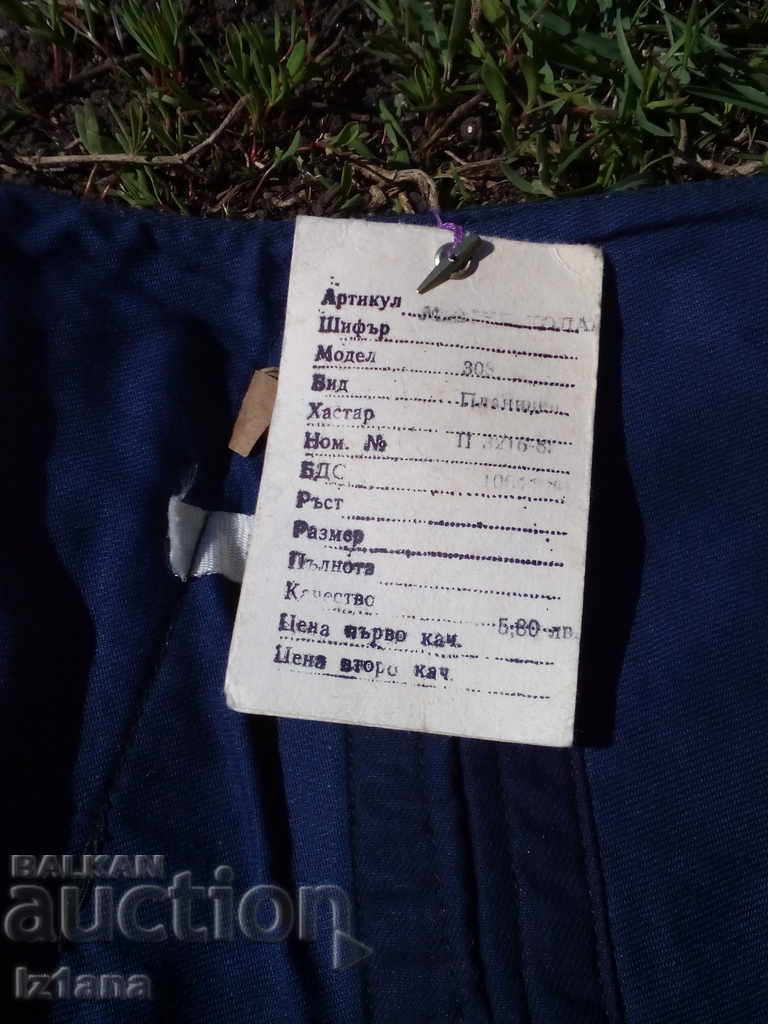 Артикул
Шифър
Модел 308
Вид
Хастар
Ном. №
БДС
Ръст
Размер
Пълнота
Качество
Цена първо кач. 5,80 лв.
Цена второ кач.
BALKAN
auction
Iz1ana